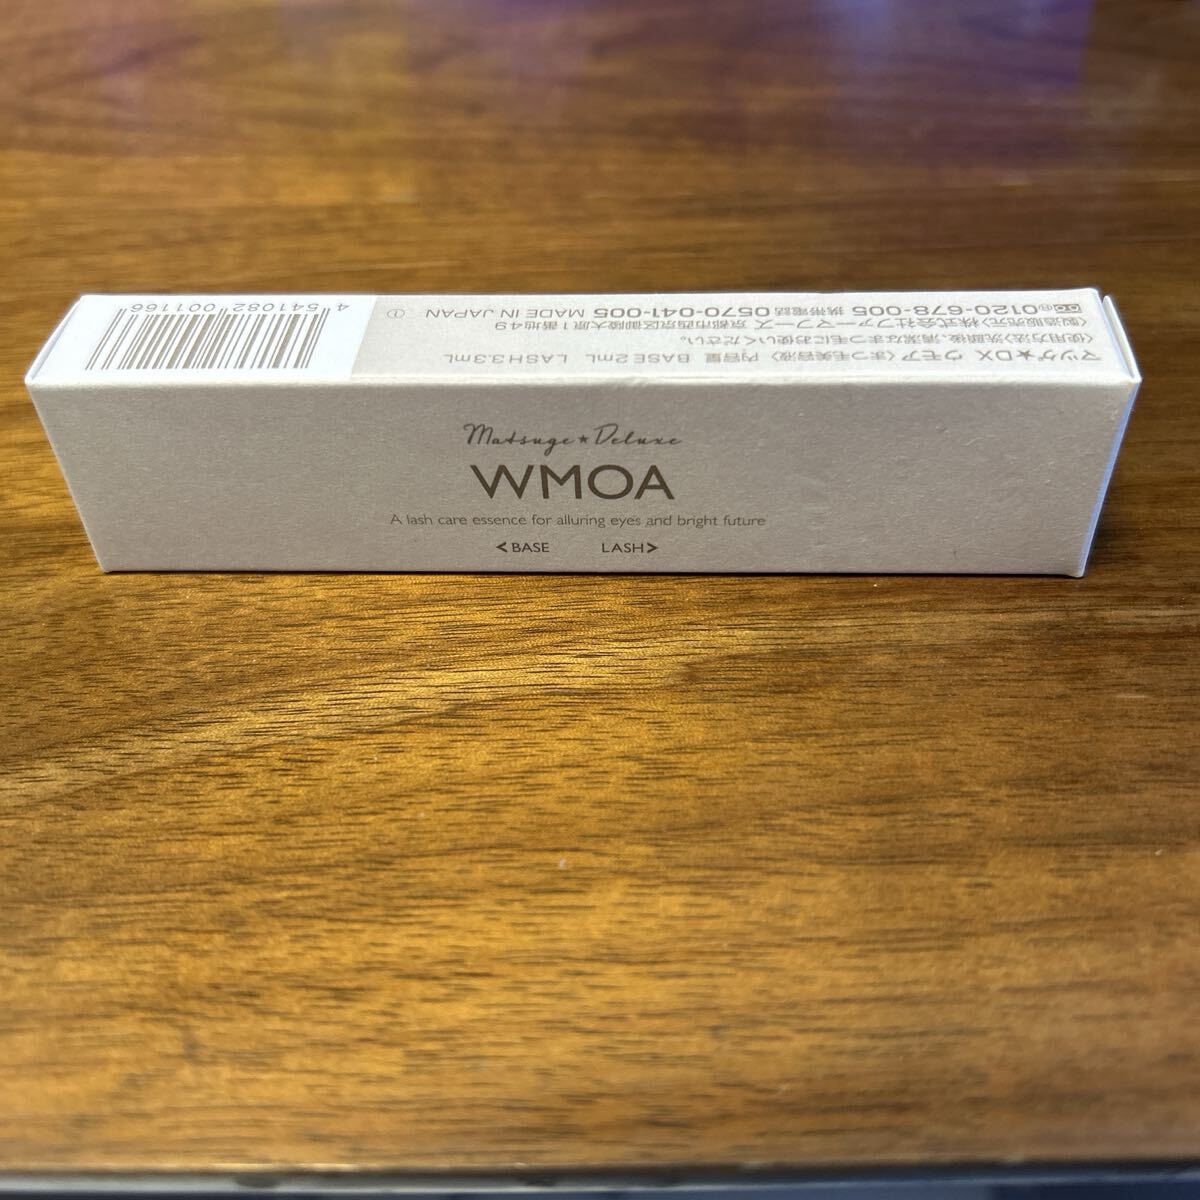 Matsuge★Deluxe
WMOA
A lash care essence for alluring eyes and bright future
<BASE LASH>
マツゲ★DX ウモア〈まつ毛美容液〉 内容量 BASE2mL LASH3.3mL
〈使用方法〉洗顔後、清潔なまつ毛にお使いください。
〈製造販売元〉株式会社ファーマフーズ 京都市西京区御陵大原1番地49
0120-678-005 携帯電話 0570-041-005 MADE IN JAPAN ①
4 541082 001166